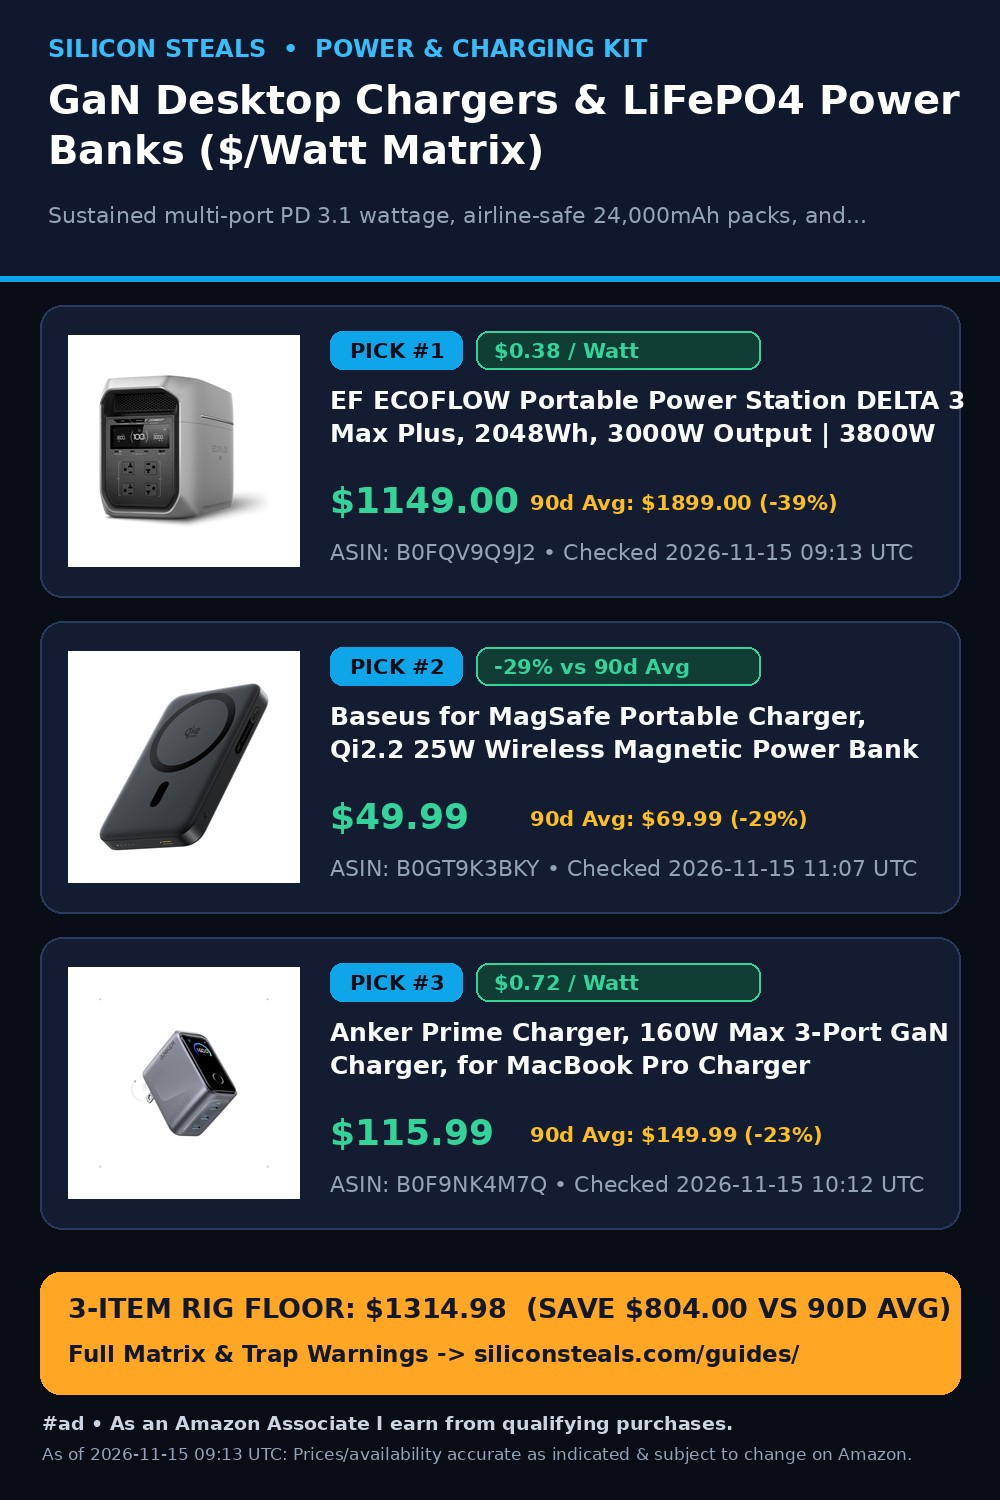 SILICON STEALS • POWER & CHARGING KIT
GaN Desktop Chargers & LiFePO4 Power
Banks ($/Watt Matrix)
Sustained multi-port PD 3.1 wattage, airline-safe 24,000mAh packs, and...
PICK #1
$0.38 / Watt
EF ECOFLOW Portable Power Station DELTA 3
Max Plus, 2048Wh, 3000W Output | 3800W
$1149.00 90d Avg: $1899.00 (-39%)
ASIN: B0FQV9Q9J2 • Checked 2026-11-15 09:13 UTC
PICK #2
-29% vs 90d Avg
Baseus for MagSafe Portable Charger,
Qi2.2 25W Wireless Magnetic Power Bank
$49.99 90d Avg: $69.99 (-29%)
ASIN: B0GT9K3BKY • Checked 2026-11-15 11:07 UTC
PICK #3
$0.72 / Watt
Anker Prime Charger, 160W Max 3-Port GaN
Charger, for MacBook Pro Charger
$115.99 90d Avg: $149.99 (-23%)
ASIN: B0F9NK4M7Q • Checked 2026-11-15 10:12 UTC
3-ITEM RIG FLOOR: $1314.98 (SAVE $804.00 VS 90D AVG)
Full Matrix & Trap Warnings -> siliconsteals.com/guides/
#ad • As an Amazon Associate I earn from qualifying purchases.
As of 2026-11-15 09:13 UTC: Prices/availability accurate as indicated & subject to change on Amazon.